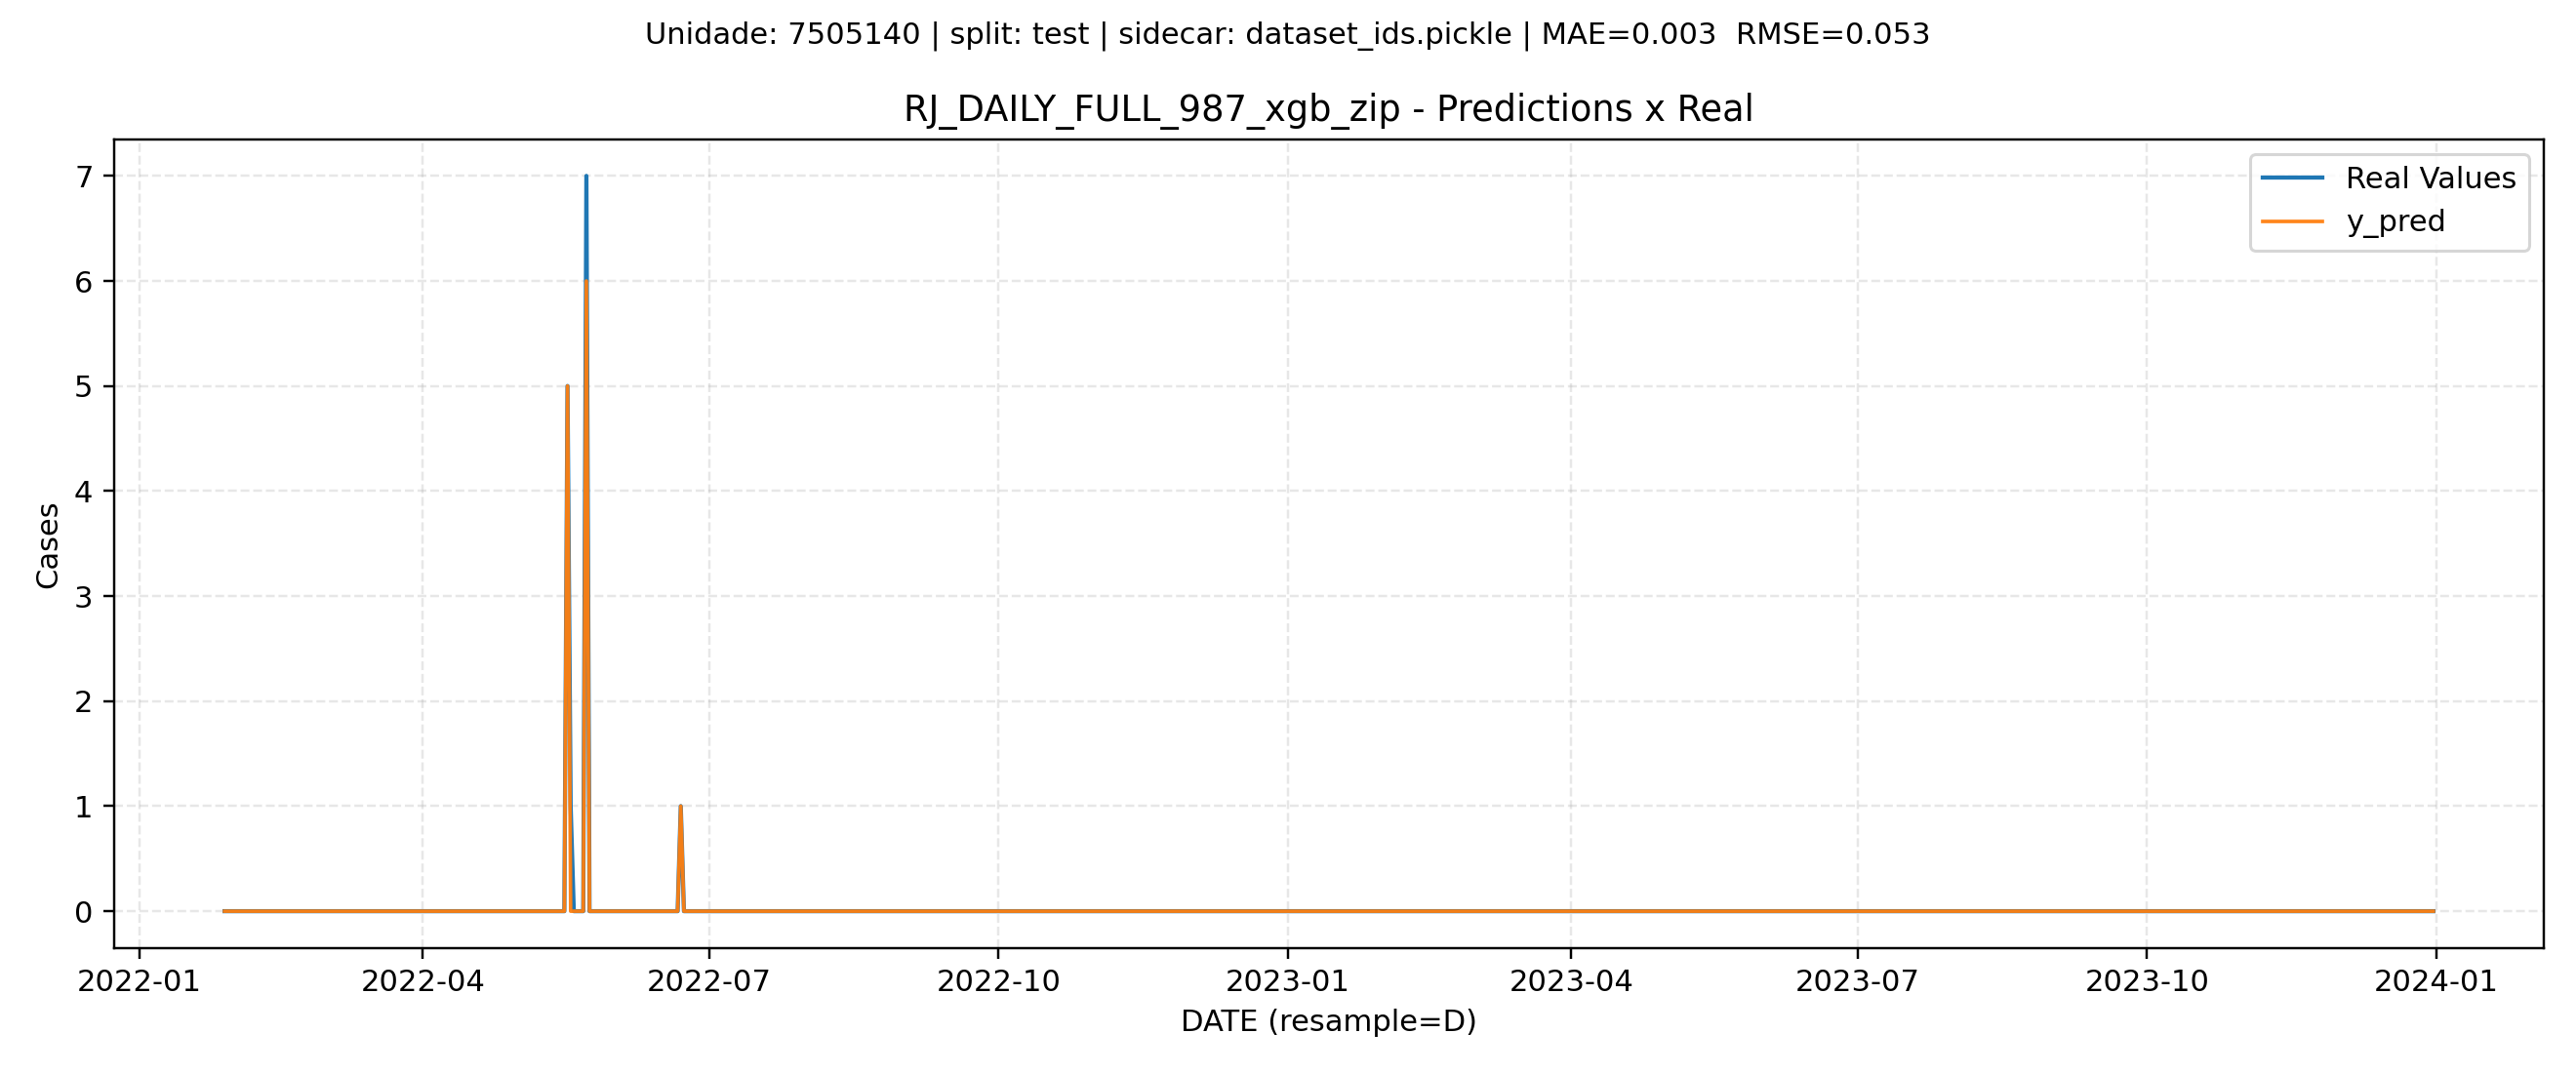 Unidade: 7505140 | split: test | sidecar: dataset_ids.pickle | MAE=0.003  RMSE=0.053
RJ_DAILY_FULL_987_xgb_zip - Predictions x Real
Real Values
y_pred
7
6
5
4
3
2
1
0
Cases
2022-01
2022-04
2022-07
2022-10
2023-01
2023-04
2023-07
2023-10
2024-01
DATE (resample=D)